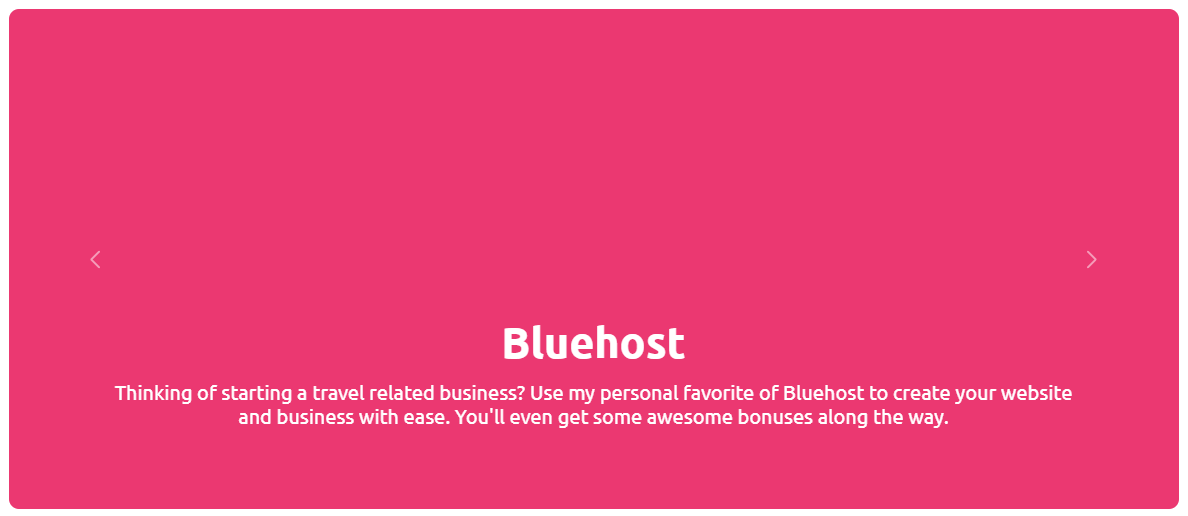 Bluehost
Thinking of starting a travel related business? Use my personal favorite of Bluehost to create your website
and business with ease. You'll even get some awesome bonuses along the way.